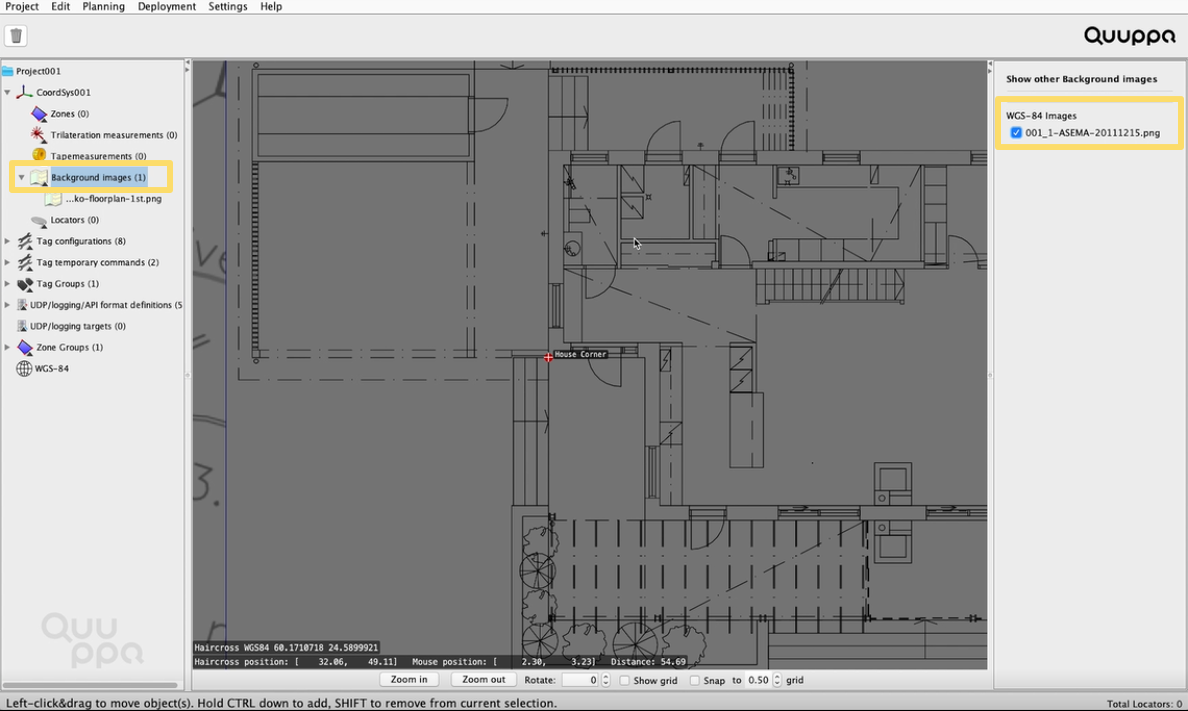 Project Edit Planning Deployment Settings Help
Quuppa
Project001
CoordSys001
Zones (0)
Trilateration measurements (0)
Tapemeasurements (0)
Background images (1)
...ko-floorplan-1st.png
Locators (0)
Tag configurations (8)
Tag temporary commands (2)
Tag Groups (1)
UDP/logging/API format definitions (5
UDP/logging targets (0)
Zone Groups (1)
WGS-84
Quu
ppa
House Corner
3.
Haircross WGS84 60.1710718 24.5899921
Haircross position: [ 32.06, 49.11] Mouse position: [ 2.30, 3.23] Distance: 54.69
Zoom in Zoom out Rotate: 0 Show grid Snap to 0.50 grid
Show other Background images
WGS-84 Images
001_1-ASEMA-20111215.png
Left-click&drag to move object(s). Hold CTRL down to add, SHIFT to remove from current selection.
Total Locators: 0